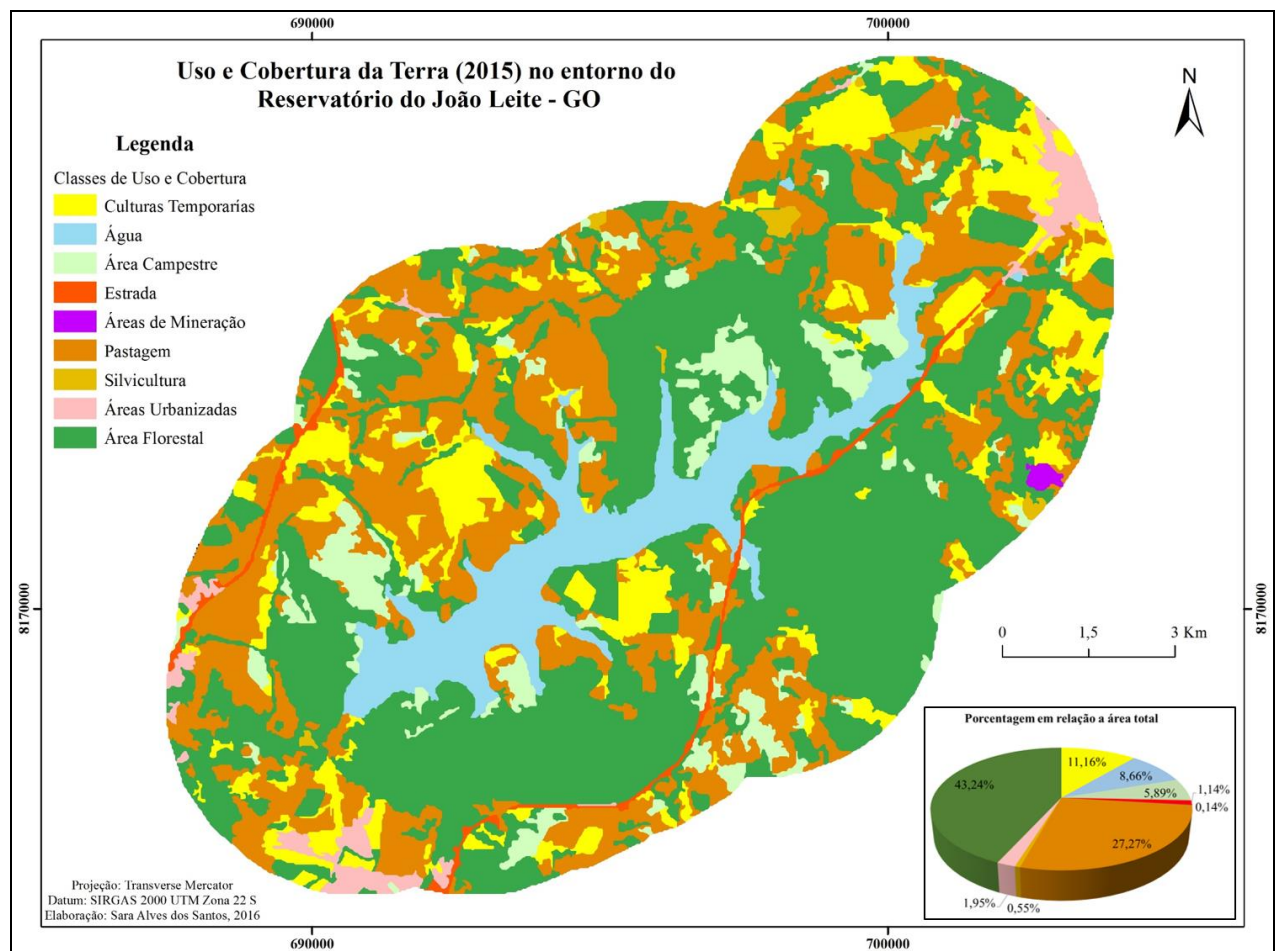 690000
700000
Uso e Cobertura da Terra (2015) no entorno do
Reservatório do João Leite - GO
N
Legenda
Classes de Uso e Cobertura
Culturas Temporarias
Água
Área Campestre
Estrada
Áreas de Mineração
Pastagem
Silvicultura
Áreas Urbanizadas
Área Florestal
8170000
8170000
0
1,5
3 Km
Porcentagem em relação a área total
11,16%
8,66%
5,89%
1,14%
0,14%
43,24%
27,27%
1,95%
0,55%
Projeção: Transverse Mercator
Datum: SIRGAS 2000 UTM Zona 22 S
Elaboração: Sara Alves dos Santos, 2016
690000
700000